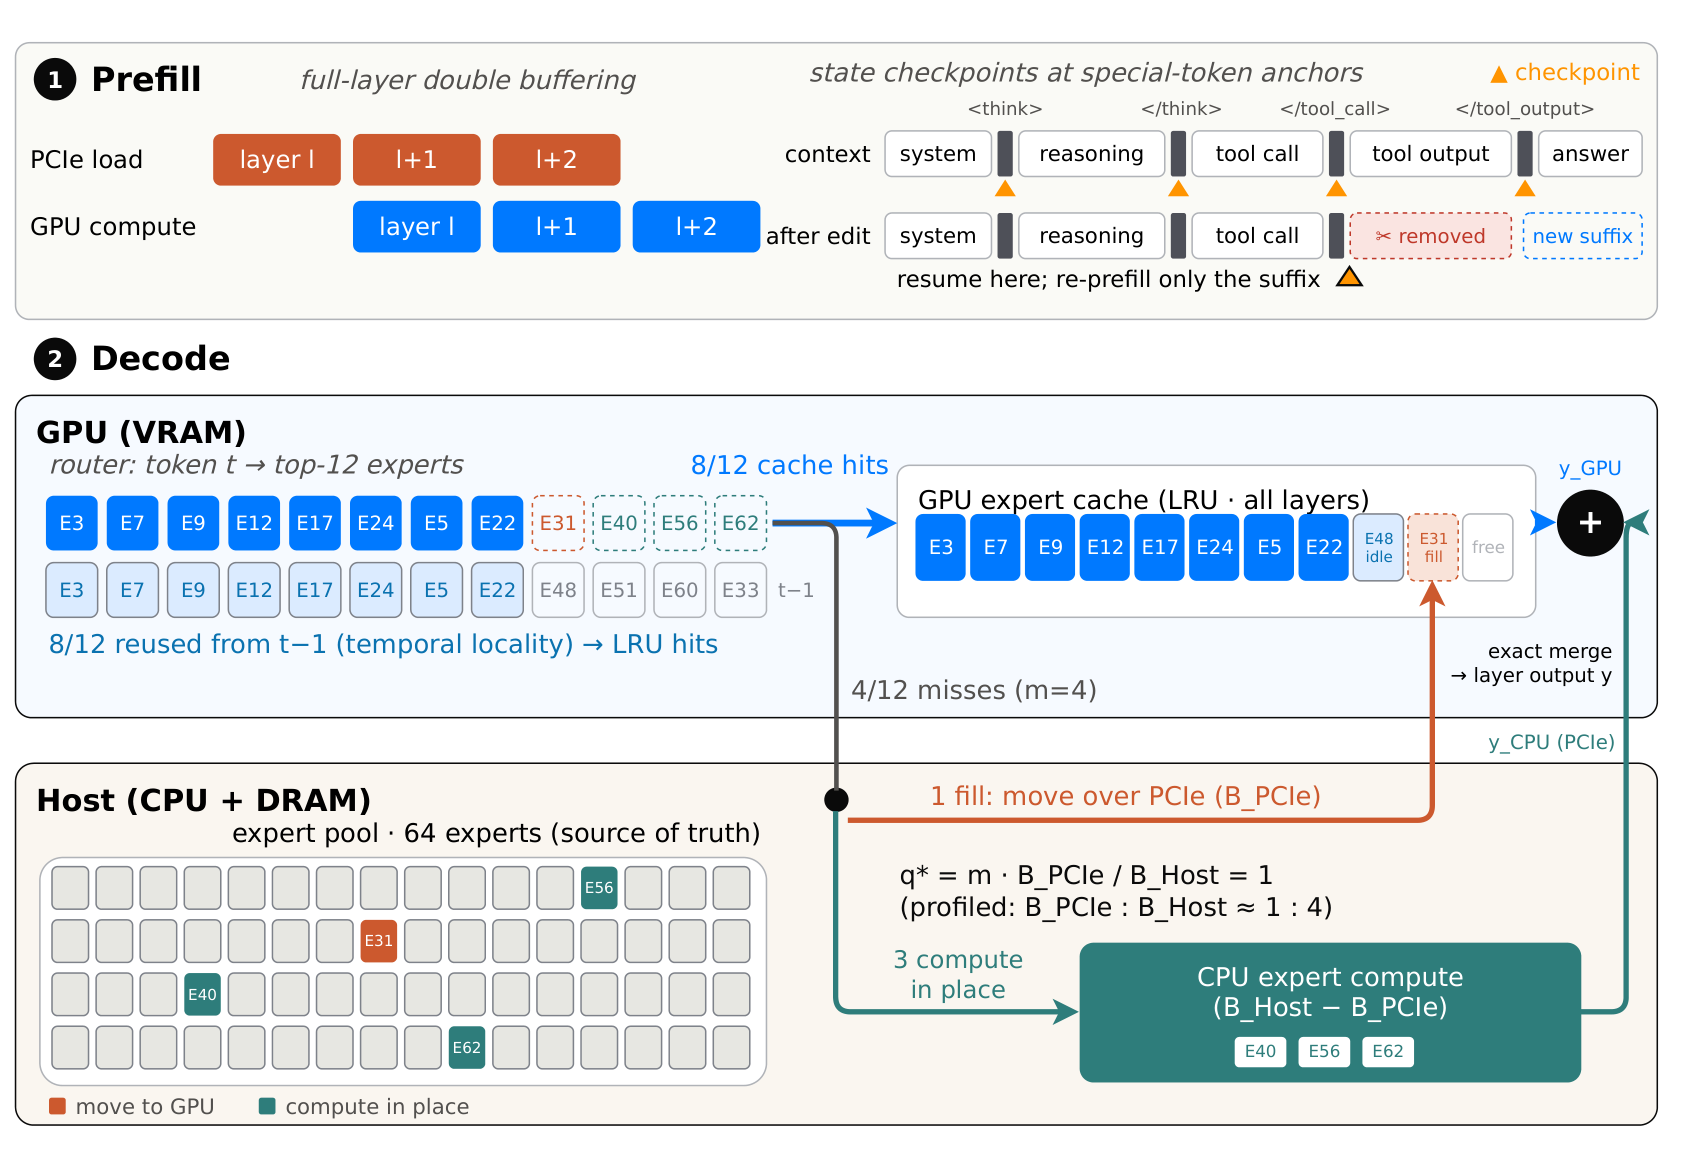 1 Prefill
full-layer double buffering
state checkpoints at special-token anchors
▲ checkpoint
<think> </think> </tool_call> </tool_output>
PCIe load
layer l l+1 l+2
context
system reasoning tool call tool output answer
GPU compute
layer l l+1 l+2
after edit
system reasoning tool call ✂ removed new suffix
resume here; re-prefill only the suffix
2 Decode
GPU (VRAM)
router: token t → top-12 experts
8/12 cache hits
E3 E7 E9 E12 E17 E24 E5 E22 E31 E40 E56 E62
E3 E7 E9 E12 E17 E24 E5 E22 E48 E51 E60 E33 t−1
8/12 reused from t−1 (temporal locality) → LRU hits
GPU expert cache (LRU · all layers)
E3 E7 E9 E12 E17 E24 E5 E22 E48 E31 free
idle fill
y_GPU
+
exact merge
→ layer output y
4/12 misses (m=4)
y_CPU (PCIe)
Host (CPU + DRAM)
expert pool · 64 experts (source of truth)
E56
E31
E40
E62
move to GPU compute in place
1 fill: move over PCIe (B_PCIe)
q* = m · B_PCIe / B_Host = 1
(profiled: B_PCIe : B_Host ≈ 1 : 4)
3 compute
in place
CPU expert compute
(B_Host − B_PCIe)
E40 E56 E62